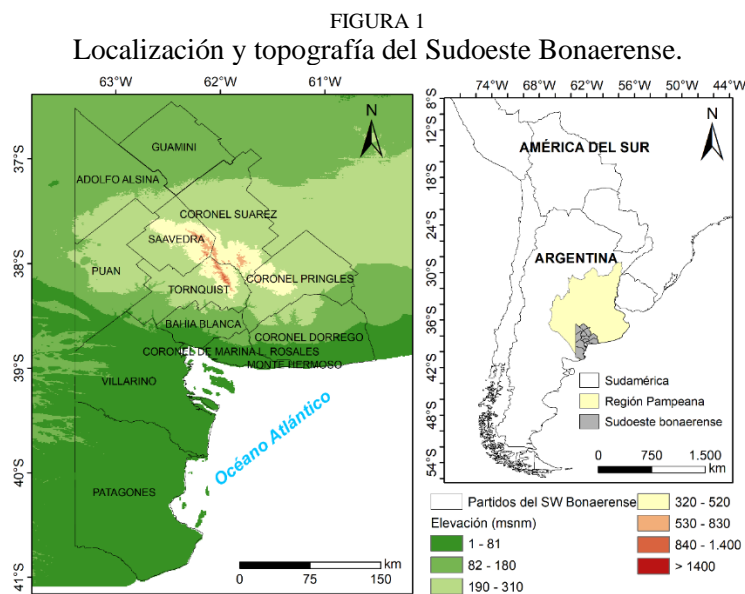 FIGURA 1
Localización y topografía del Sudoeste Bonaerense.
63°W 62°W 61°W
N
37°S
38°S
39°S
40°S
41°S
GUAMINI
ADOLFO ALSINA
CORONEL SUARÉZ
SAAVEDRA
PUAN
CORONEL PRINGLES
TORNQUIST
BAHIA BLANCA
CORONEL DORREGO
CORONEL DE MARINA L. ROSALES
MONTE HERMOSO
VILLARINO
Océano Atlántico
PATAGONES
0 75 150
km
74°W 68°W 62°W 56°W 50°W 44°W
8°S
12°S
18°S
24°S
30°S
36°S
42°S
48°S
54°S
N
AMÉRICA DEL SUR
ARGENTINA
Sudamérica
Región Pampeana
Sudoeste bonaerense
0 750 1.500
km
Partidos del SW Bonaerense
Elevación (msnm)
1 - 81
82 - 180
190 - 310
320 - 520
530 - 830
840 - 1.400
> 1400